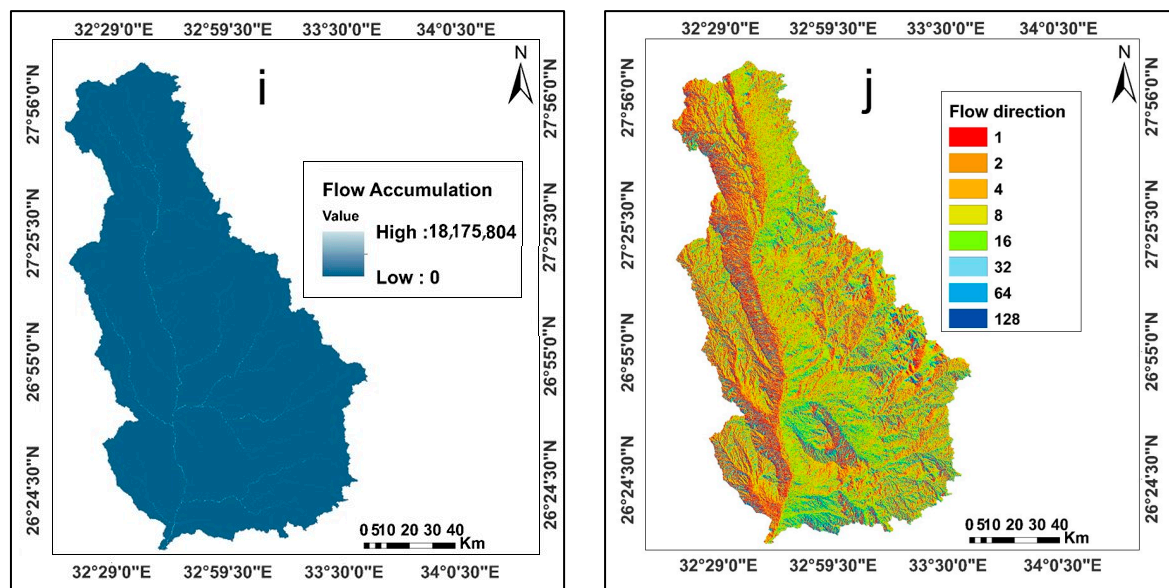 32°29'0"E 32°59'30"E 33°30'0"E 34°0'30"E
27°56'0"N
27°25'30"N
26°55'0"N
26°24'30"N
i
N
Flow Accumulation
Value
High :18,175,804
Low : 0
27°56'0"N
27°25'30"N
26°55'0"N
26°24'30"N
0 510 20 30 40
Km
32°29'0"E 32°59'30"E 33°30'0"E 34°0'30"E
32°29'0"E 32°59'30"E 33°30'0"E 34°0'30"E
27°56'0"N
27°25'30"N
26°55'0"N
26°24'30"N
j
N
Flow direction
1
2
4
8
16
32
64
128
27°56'0"N
27°25'30"N
26°55'0"N
26°24'30"N
0 510 20 30 40
Km
32°29'0"E 32°59'30"E 33°30'0"E 34°0'30"E